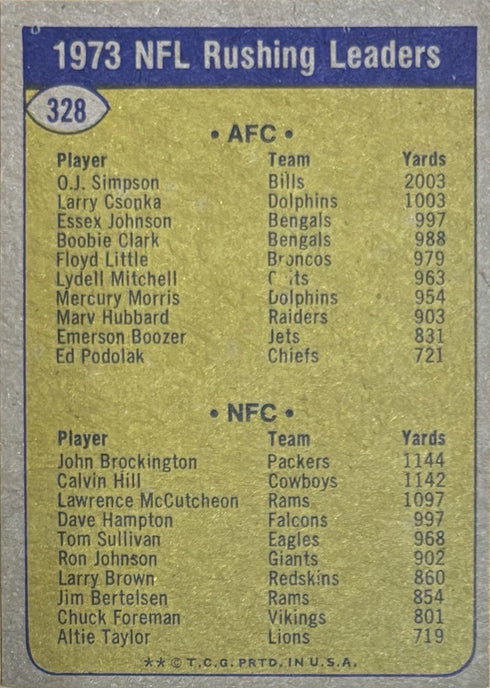 1973 NFL Rushing Leaders
328
• AFC •
Player Team Yards
O.J. Simpson Bills 2003
Larry Csonka Dolphins 1003
Essex Johnson Bengals 997
Boobie Clark Bengals 988
Floyd Little Broncos 979
Lydell Mitchell 963
Mercury Morris Dolphins 954
Marv Hubbard Raiders 903
Emerson Boozer Jets 831
Ed Podolak Chiefs 721
• NFC •
Player Team Yards
John Brockington Packers 1144
Calvin Hill Cowboys 1142
Lawrence McCutcheon Rams 1097
Dave Hampton Falcons 997
Tom Sullivan Eagles 968
Ron Johnson Giants 902
Larry Brown Redskins 860
Jim Bertelsen Rams 854
Chuck Foreman Vikings 801
Altie Taylor Lions 719
** © T.C.G. PRTD. IN U.S.A.